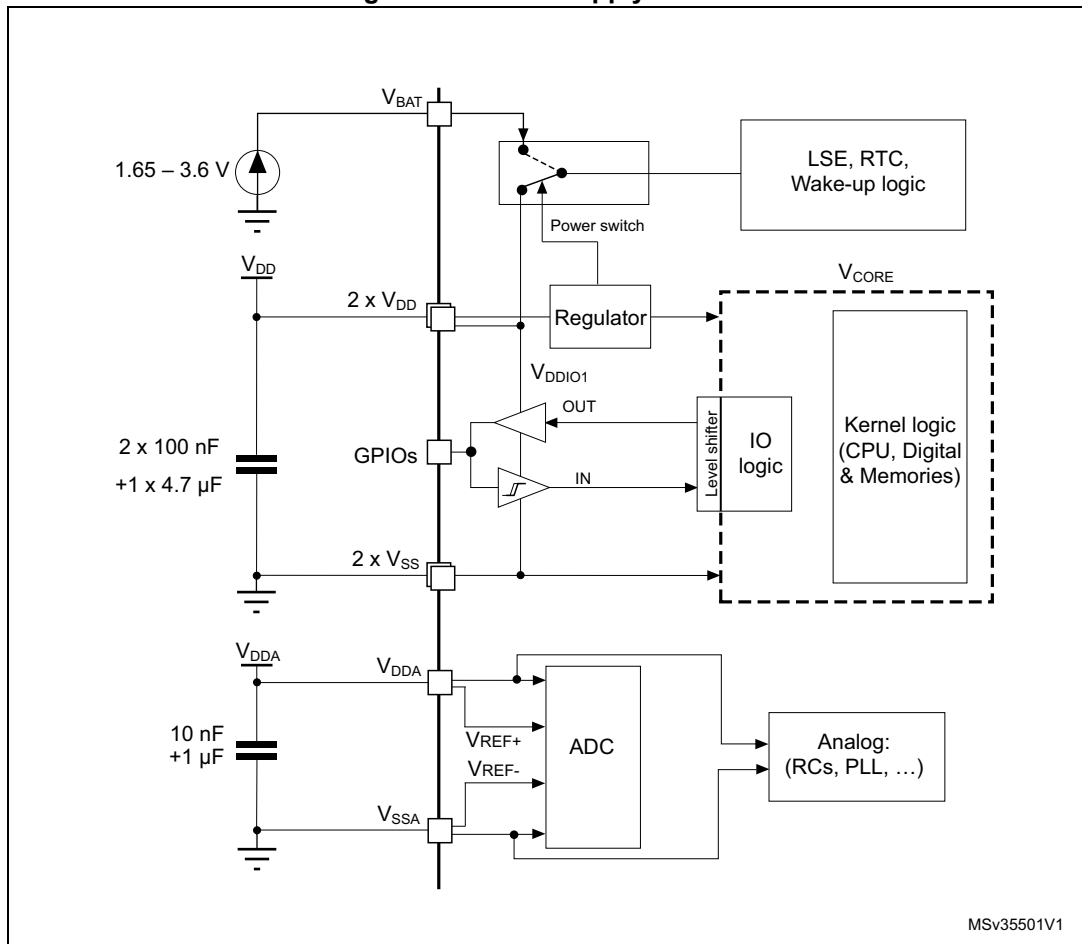 VBAT
1.65 – 3.6 V
LSE, RTC,
Wake-up logic
Power switch
VDD
2 x VDD
Regulator
VCORE
VDDIO1
OUT
GPIOs
IN
Level shifter
IO
logic
Kernel logic
(CPU, Digital
& Memories)
2 x 100 nF
+1 x 4.7 µF
2 x VSS
VDDA
VDDA
10 nF
+1 µF
VREF+
VREF-
ADC
Analog:
(RCs, PLL, …)
VSSA
MSv35501V1